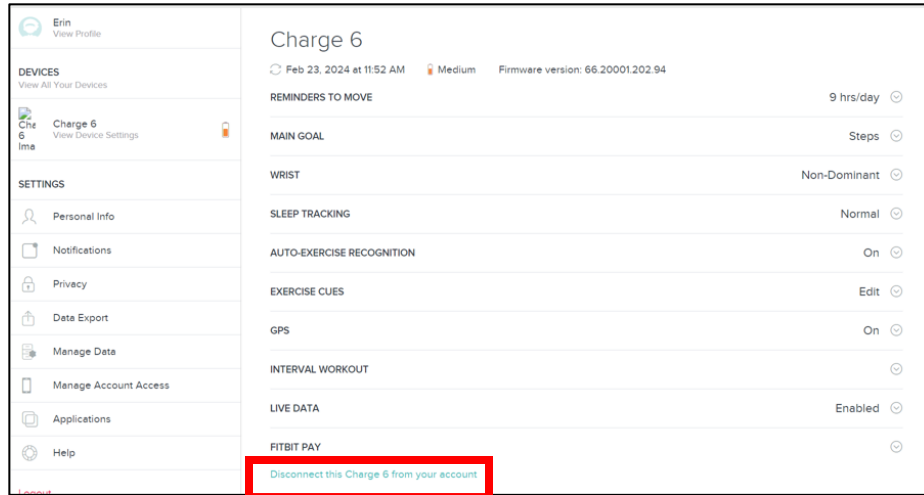 Erin
View Profile
DEVICES
View All Your Devices
Cha
6
Ima
Charge 6
View Device Settings
SETTINGS
Personal Info
Notifications
Privacy
Data Export
Manage Data
Manage Account Access
Applications
Help
Logout
Charge 6
Feb 23, 2024 at 11:52 AM Medium Firmware version: 66.20001.202.94
REMINDERS TO MOVE 9 hrs/day
MAIN GOAL Steps
WRIST Non-Dominant
SLEEP TRACKING Normal
AUTO-EXERCISE RECOGNITION On
EXERCISE CUES Edit
GPS On
INTERVAL WORKOUT
LIVE DATA Enabled
FITBIT PAY
Disconnect this Charge 6 from your account